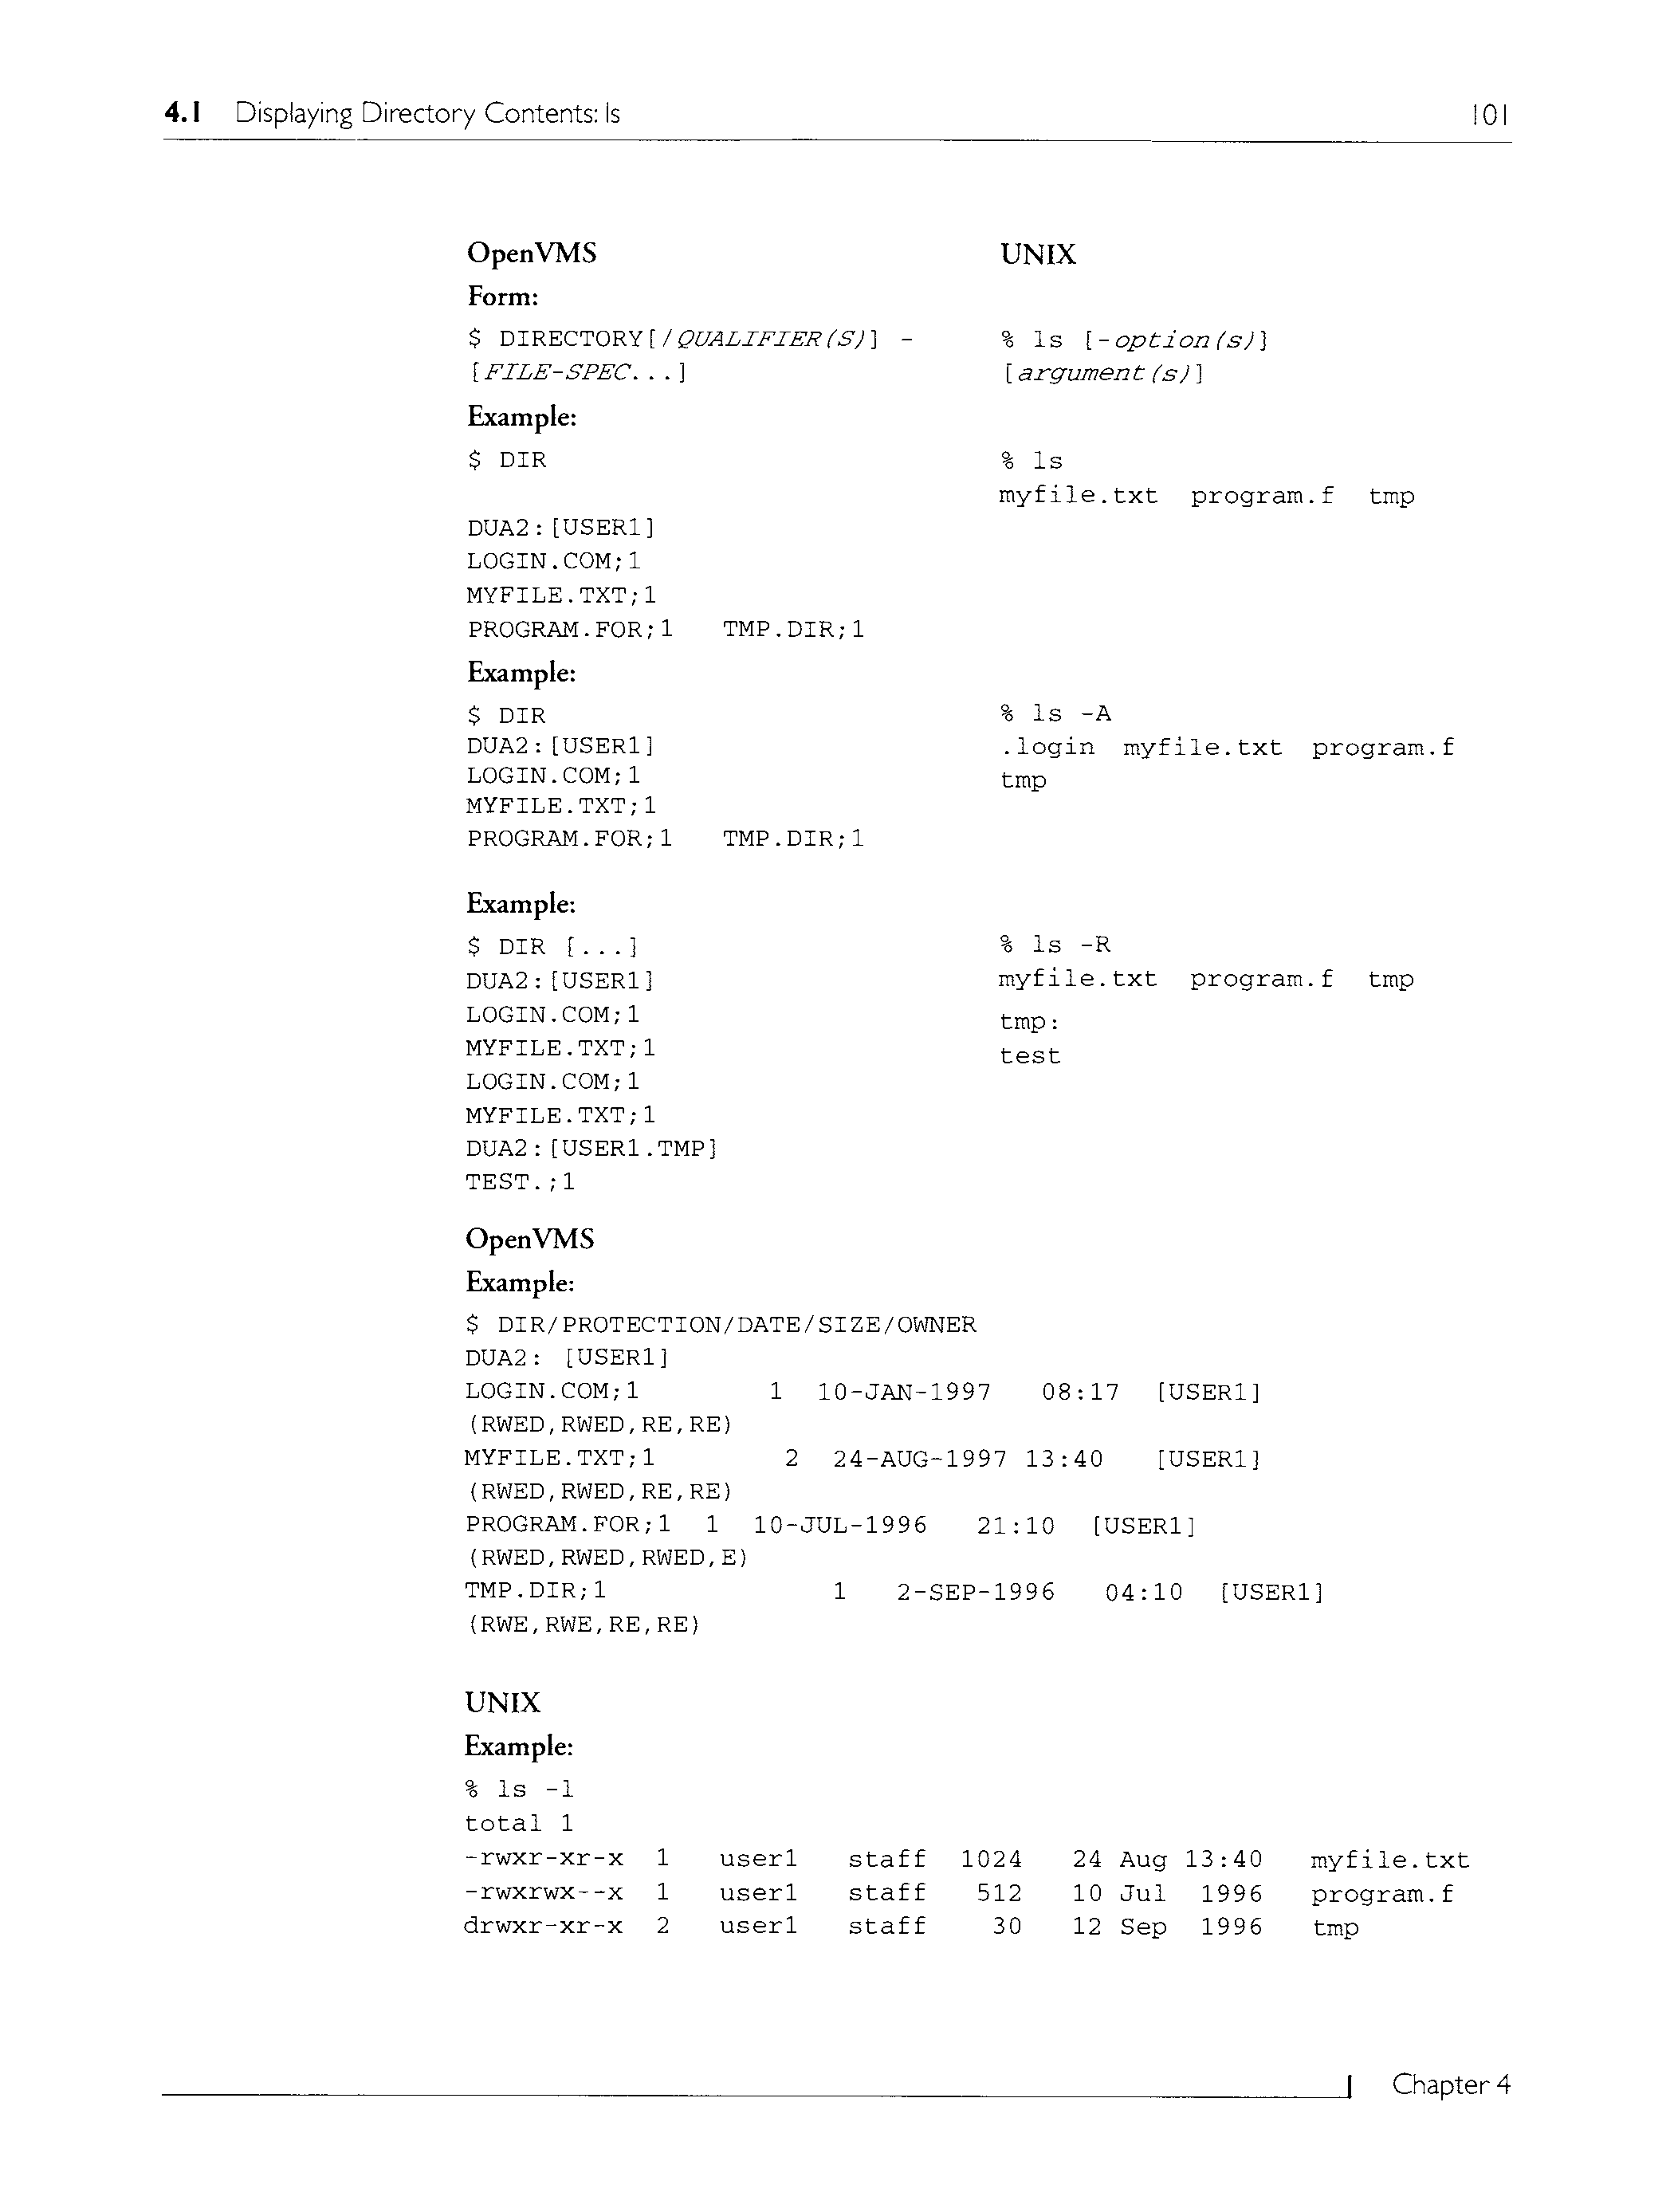 4.1 Displaying Directory Contents: ls 101
OpenVMS UNIX
Form:
$ DIRECTORY[/QUALIFIER(S)] - % ls [-option(s)]
[FILE-SPEC...] [argument(s)]
Example:
$ DIR % ls
myfile.txt program.f tmp
DUA2:[USER1]
LOGIN.COM;1
MYFILE.TXT;1
PROGRAM.FOR;1 TMP.DIR;1
Example:
$ DIR % ls -A
DUA2:[USER1] .login myfile.txt program.f
LOGIN.COM;1 tmp
MYFILE.TXT;1
PROGRAM.FOR;1 TMP.DIR;1
Example:
$ DIR [...] % ls -R
DUA2:[USER1] myfile.txt program.f tmp
LOGIN.COM;1 tmp:
MYFILE.TXT;1 test
LOGIN.COM;1
MYFILE.TXT;1
DUA2:[USER1.TMP]
TEST.;1
OpenVMS
Example:
$ DIR/PROTECTION/DATE/SIZE/OWNER
DUA2: [USER1]
LOGIN.COM;1 1 10-JAN-1997 08:17 [USER1]
(RWED,RWED,RE,RE)
MYFILE.TXT;1 2 24-AUG-1997 13:40 [USER1]
(RWED,RWED,RE,RE)
PROGRAM.FOR;1 1 10-JUL-1996 21:10 [USER1]
(RWED,RWED,RWED,E)
TMP.DIR;1 1 2-SEP-1996 04:10 [USER1]
(RWE,RWE,RE,RE)
UNIX
Example:
% ls -l
total 1
-rwxr-xr-x 1 user1 staff 1024 24 Aug 13:40 myfile.txt
-rwxrwx--x 1 user1 staff 512 10 Jul 1996 program.f
drwxr-xr-x 2 user1 staff 30 12 Sep 1996 tmp
Chapter 4